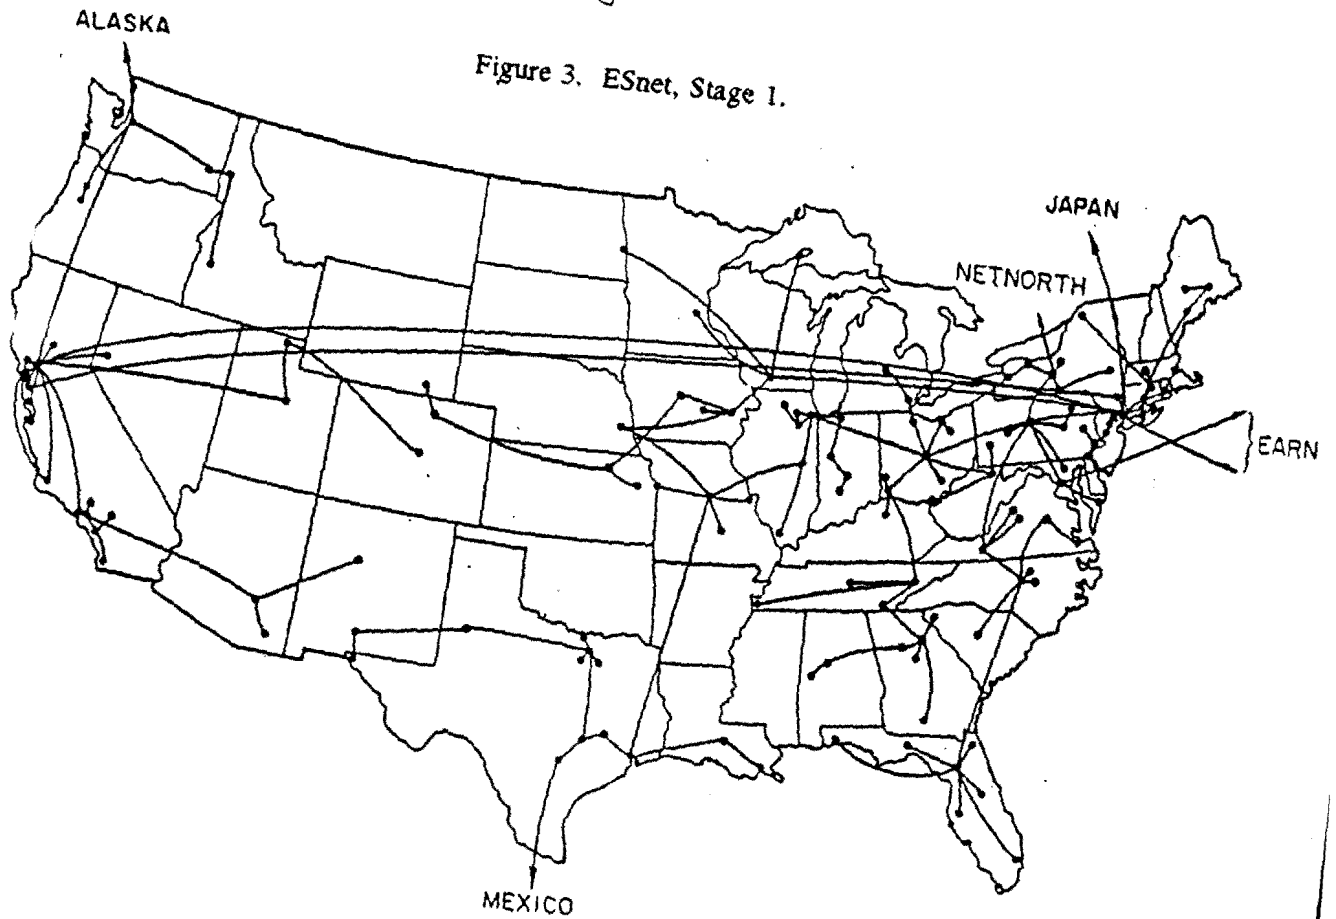 ALASKA
Figure 3. ESnet, Stage 1.
JAPAN
NETNORTH
EARN
MEXICO